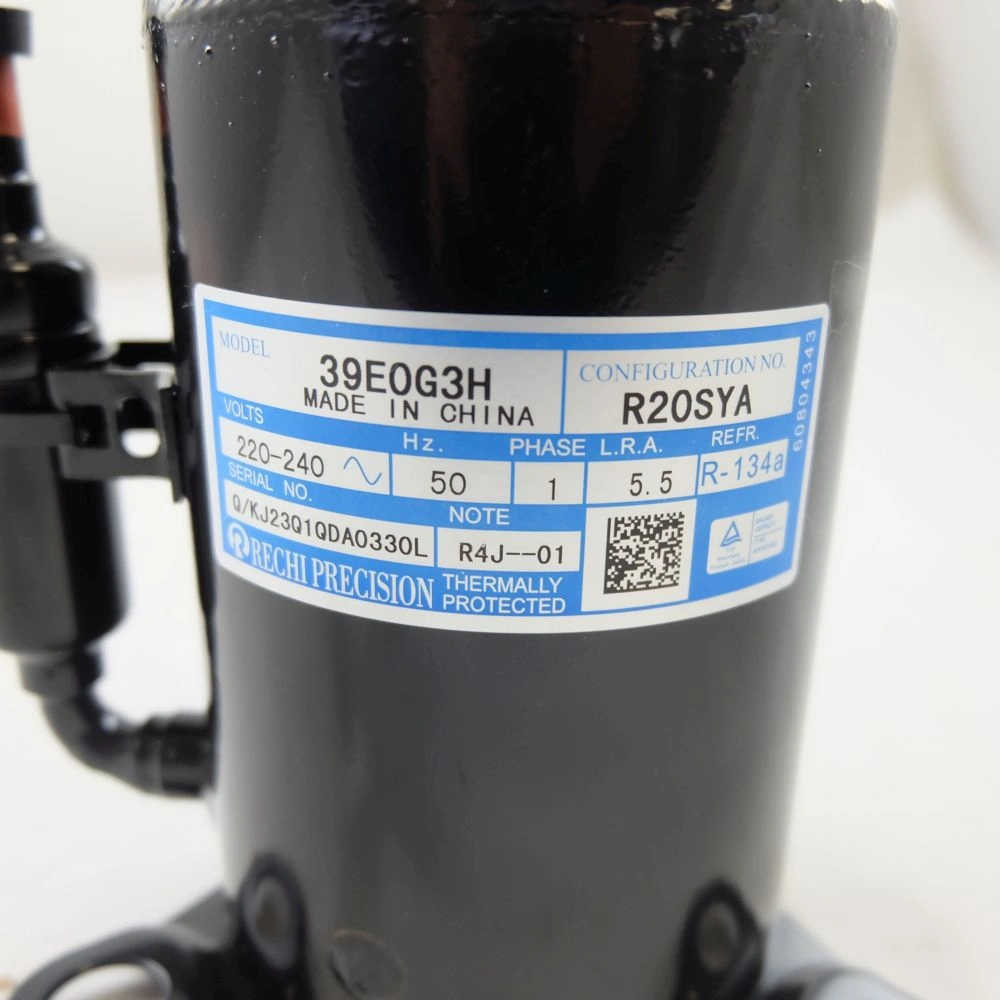 MODEL
39E0G3H
MADE IN CHINA
CONFIGURATION NO.
R20SYA
60804343
VOLTS
220-240
Hz.
50
PHASE
1
L.R.A.
5.5
REFR.
R-134a
SERIAL NO.
Q/KJ23Q1QDA0330L
NOTE
R4J--01
RECHI PRECISION
THERMALLY
PROTECTED